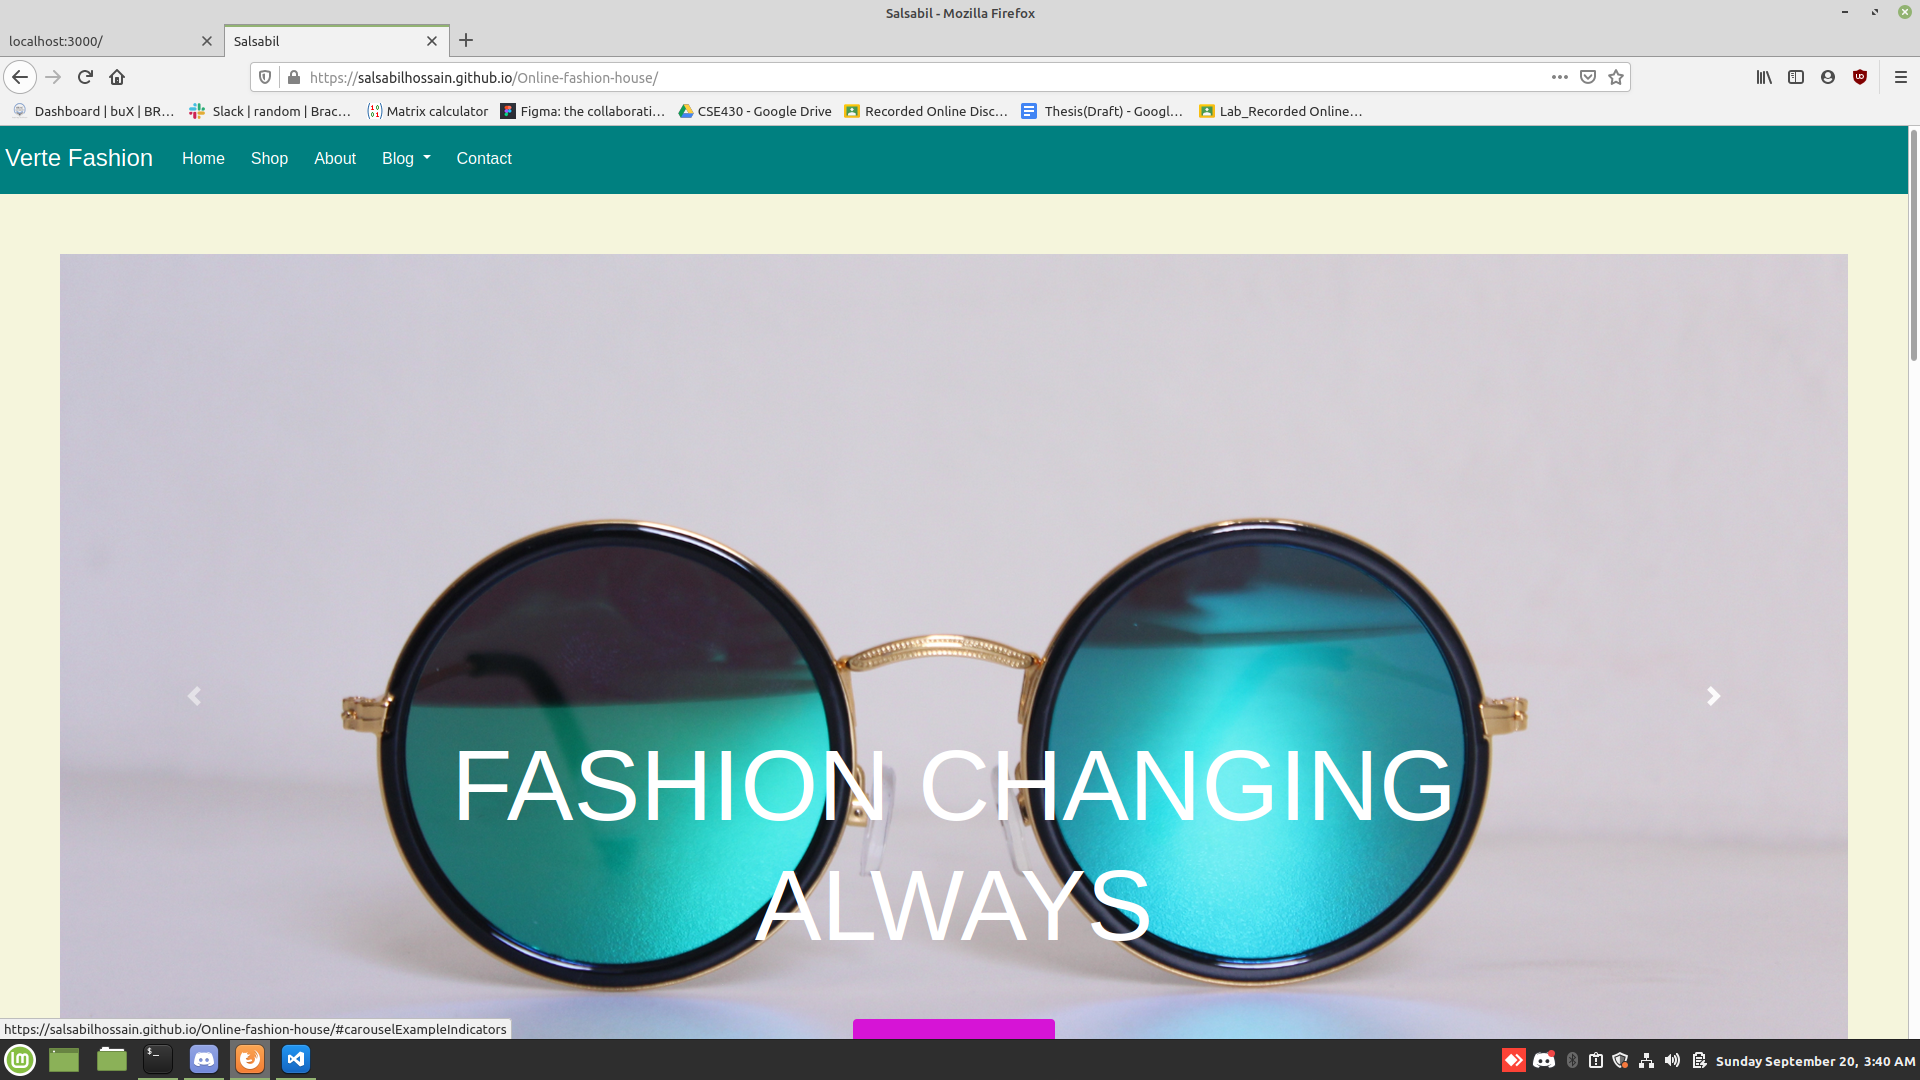 Salsabil - Mozilla Firefox
localhost:3000/
Salsabil
https://salsabilhossain.github.io/Online-fashion-house/
Dashboard | buX | BR… Slack | random | Brac… Matrix calculator Figma: the collaborati… CSE430 - Google Drive Recorded Online Disc… Thesis(Draft) - Googl… Lab_Recorded Online…
Verte Fashion Home Shop About Blog Contact
FASHION CHANGING
ALWAYS
https://salsabilhossain.github.io/Online-fashion-house/#carouselExampleIndicators
Sunday September 20, 3:40 AM